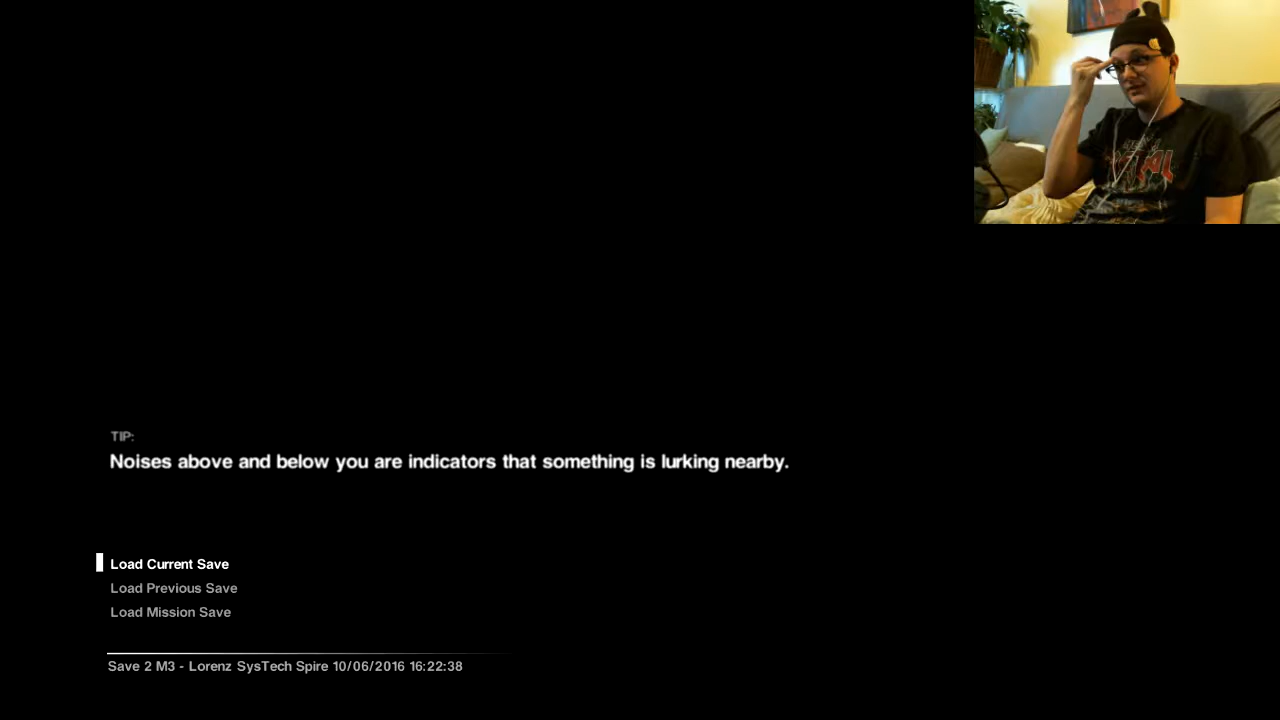 TIP:
Noises above and below you are indicators that something is lurking nearby.
Load Current Save
Load Previous Save
Load Mission Save
Save 2 M3 - Lorenz SysTech Spire 10/06/2016 16:22:38